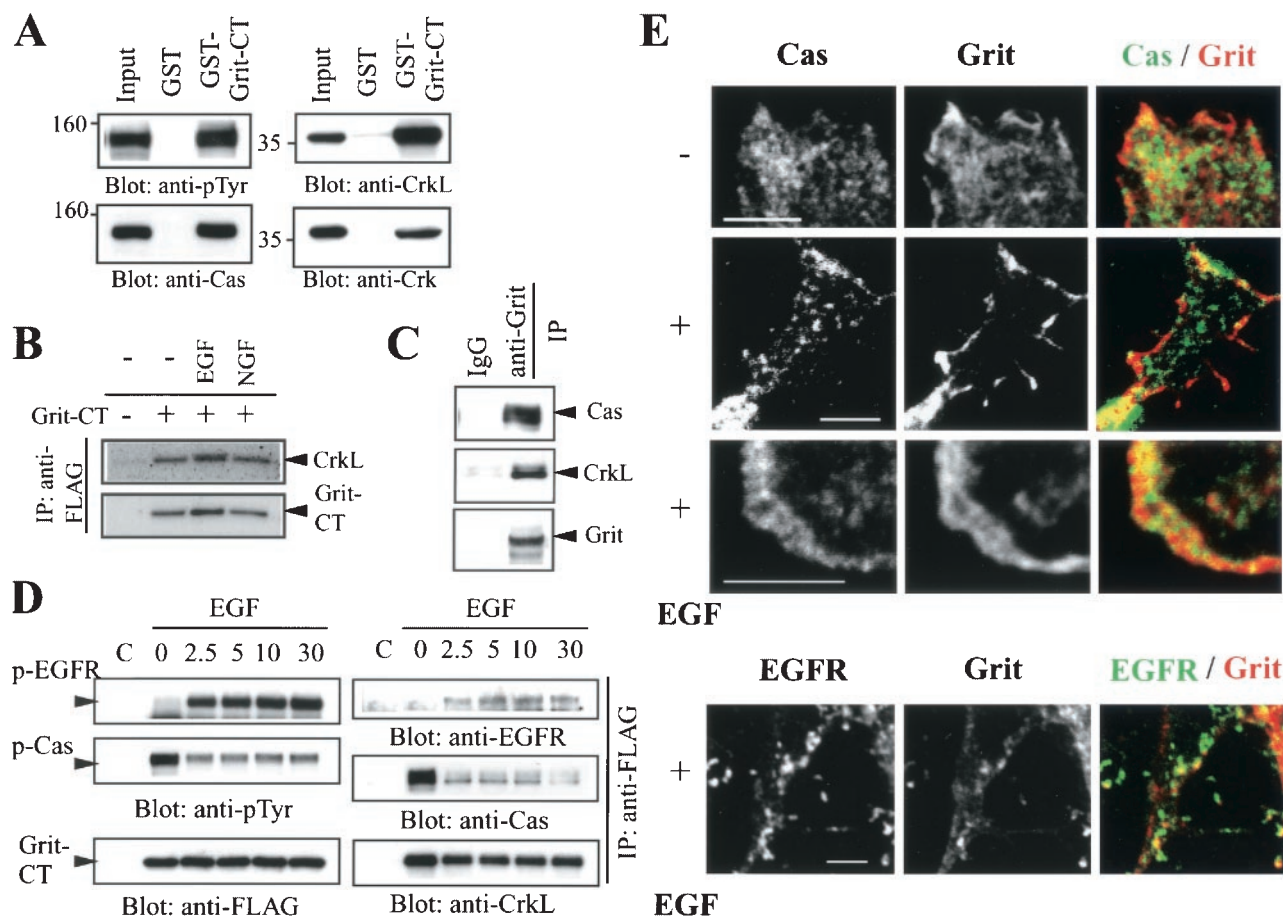 A
Input
GST
GST-
Grit-CT
160
Blot: anti-pTyr
160
Blot: anti-Cas
Input
GST
GST-
Grit-CT
35
Blot: anti-CrkL
35
Blot: anti-Crk
B
- - EGF NGF
Grit-CT - + + +
IP: anti-
FLAG
CrkL
Grit-
CT
C
IgG
anti-Grit
IP
Cas
CrkL
Grit
D
EGF
C 0 2.5 5 10 30
p-EGFR
p-Cas
Blot: anti-pTyr
Grit-
CT
Blot: anti-FLAG
EGF
C 0 2.5 5 10 30
Blot: anti-EGFR
Blot: anti-Cas
Blot: anti-CrkL
IP: anti-FLAG
E
Cas Grit Cas / Grit
-
+
+
EGF
EGFR Grit EGFR / Grit
+
EGF